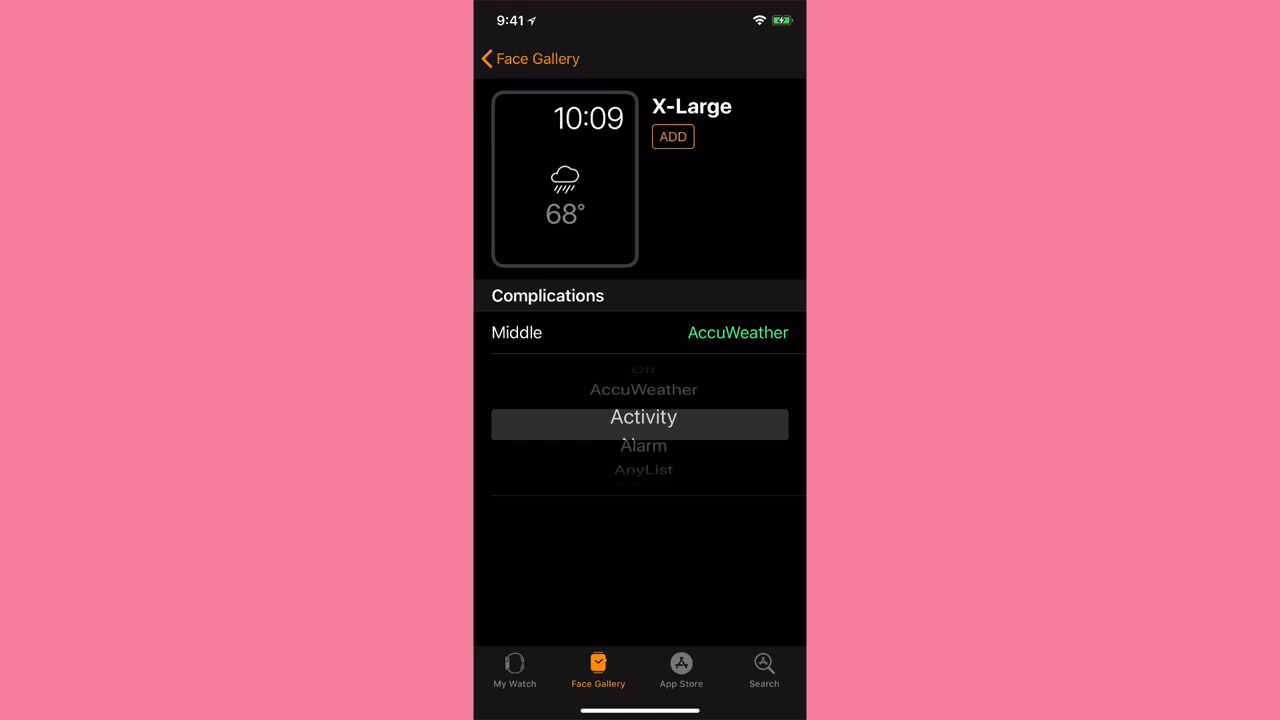 9:41
Face Gallery
10:09
68°
X-Large
ADD
Complications
Middle AccuWeather
Off
AccuWeather
Activity
Alarm
AnyList
My Watch Face Gallery App Store Search